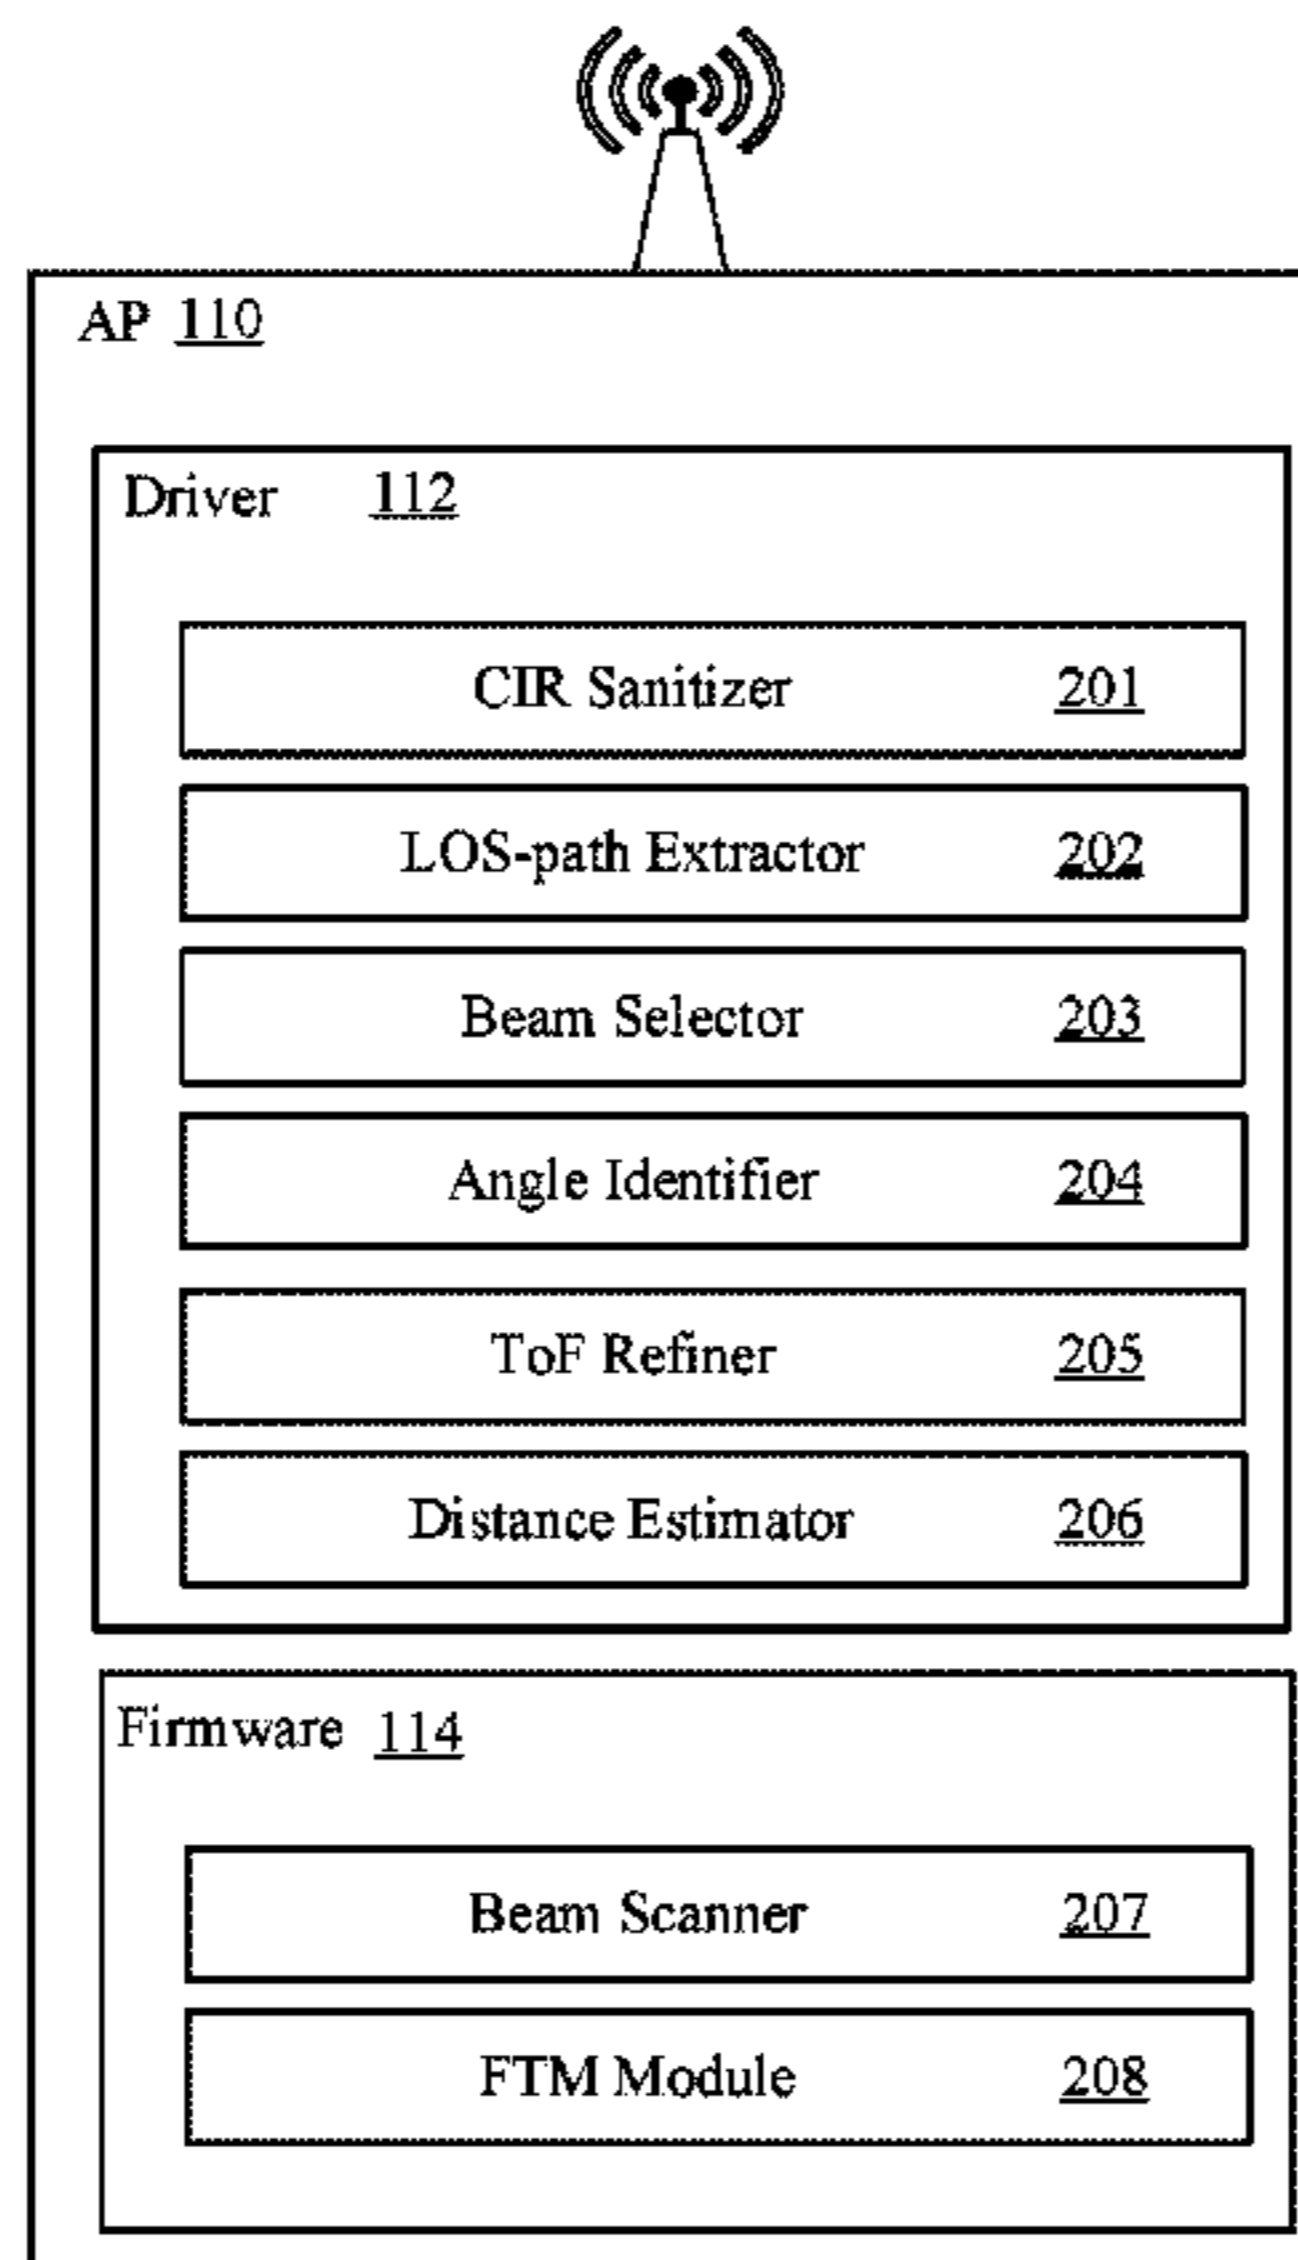 AP 110
Driver 112
CIR Sanitizer 201
LOS-path Extractor 202
Beam Selector 203
Angle Identifier 204
ToF Refiner 205
Distance Estimator 206
Firmware 114
Beam Scanner 207
FTM Module 208